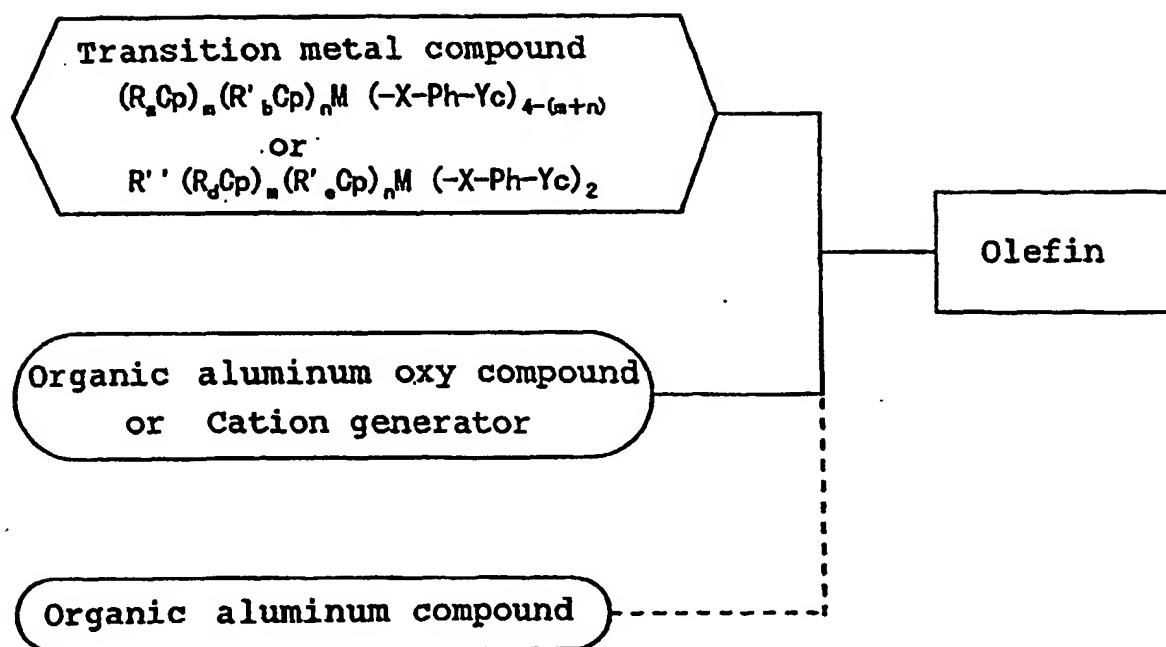 Transition metal compound
(RaCp)m(R'bCp)nM (-X-Ph-Yc)4-(m+n)
or
R''(RdCp)m(R'eCp)nM (-X-Ph-Yc)2
Olefin
Organic aluminum oxy compound
or Cation generator
Organic aluminum compound